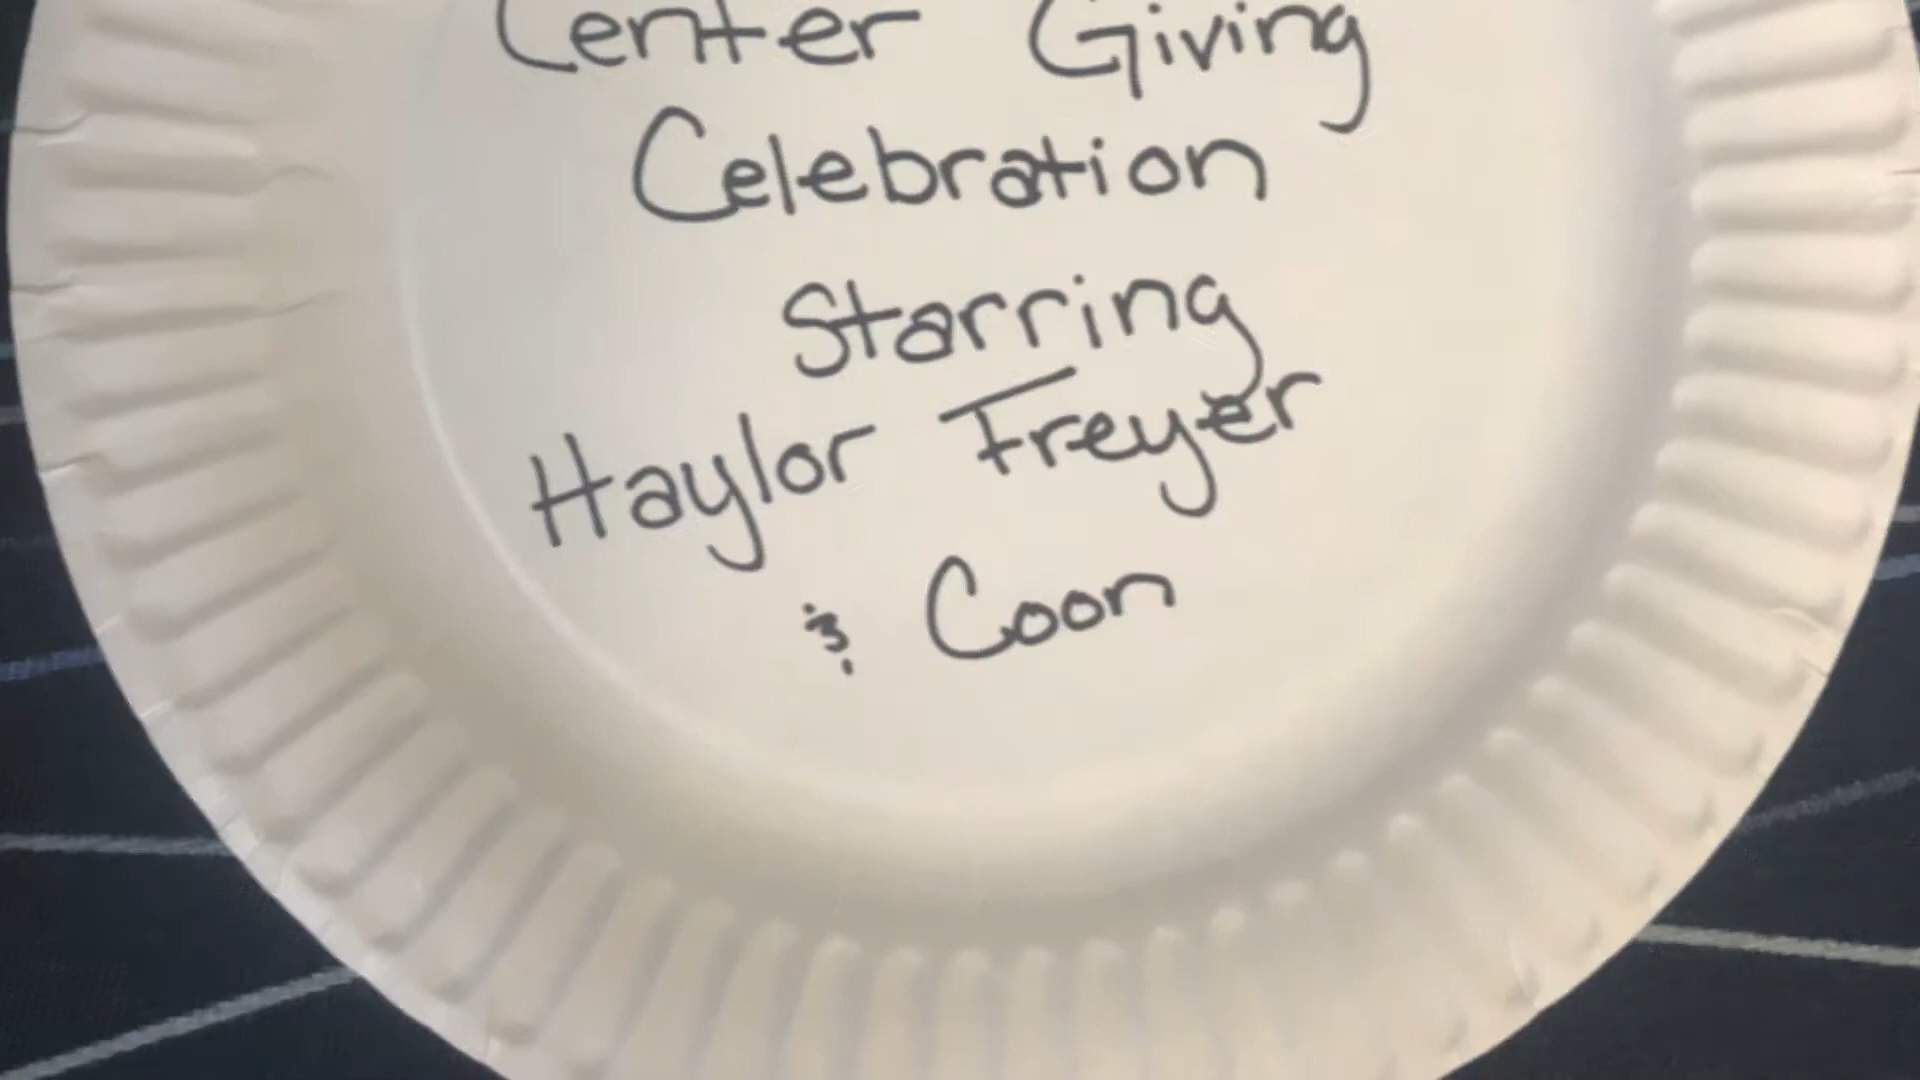 Center Giving
Celebration
Starring
Haylor Freyer
& Coon